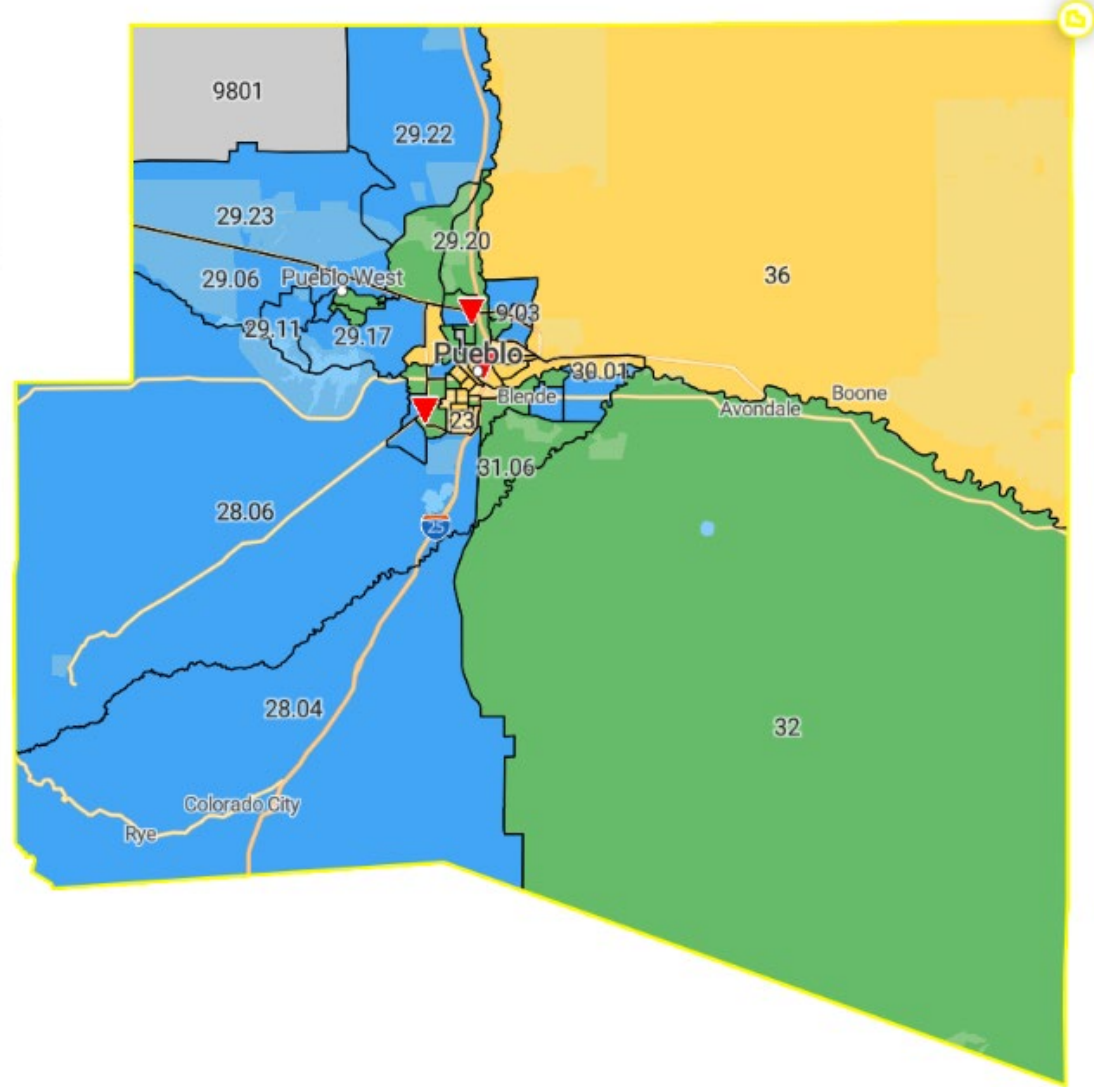 9801
29.22
29.23
29.20
36
29.06
Pueblo West
9.03
29.11
29.17
Pueblo
30.01
Blende
Boone
Avondale
23
31.06
28.06
25
28.04
32
Colorado City
Rye